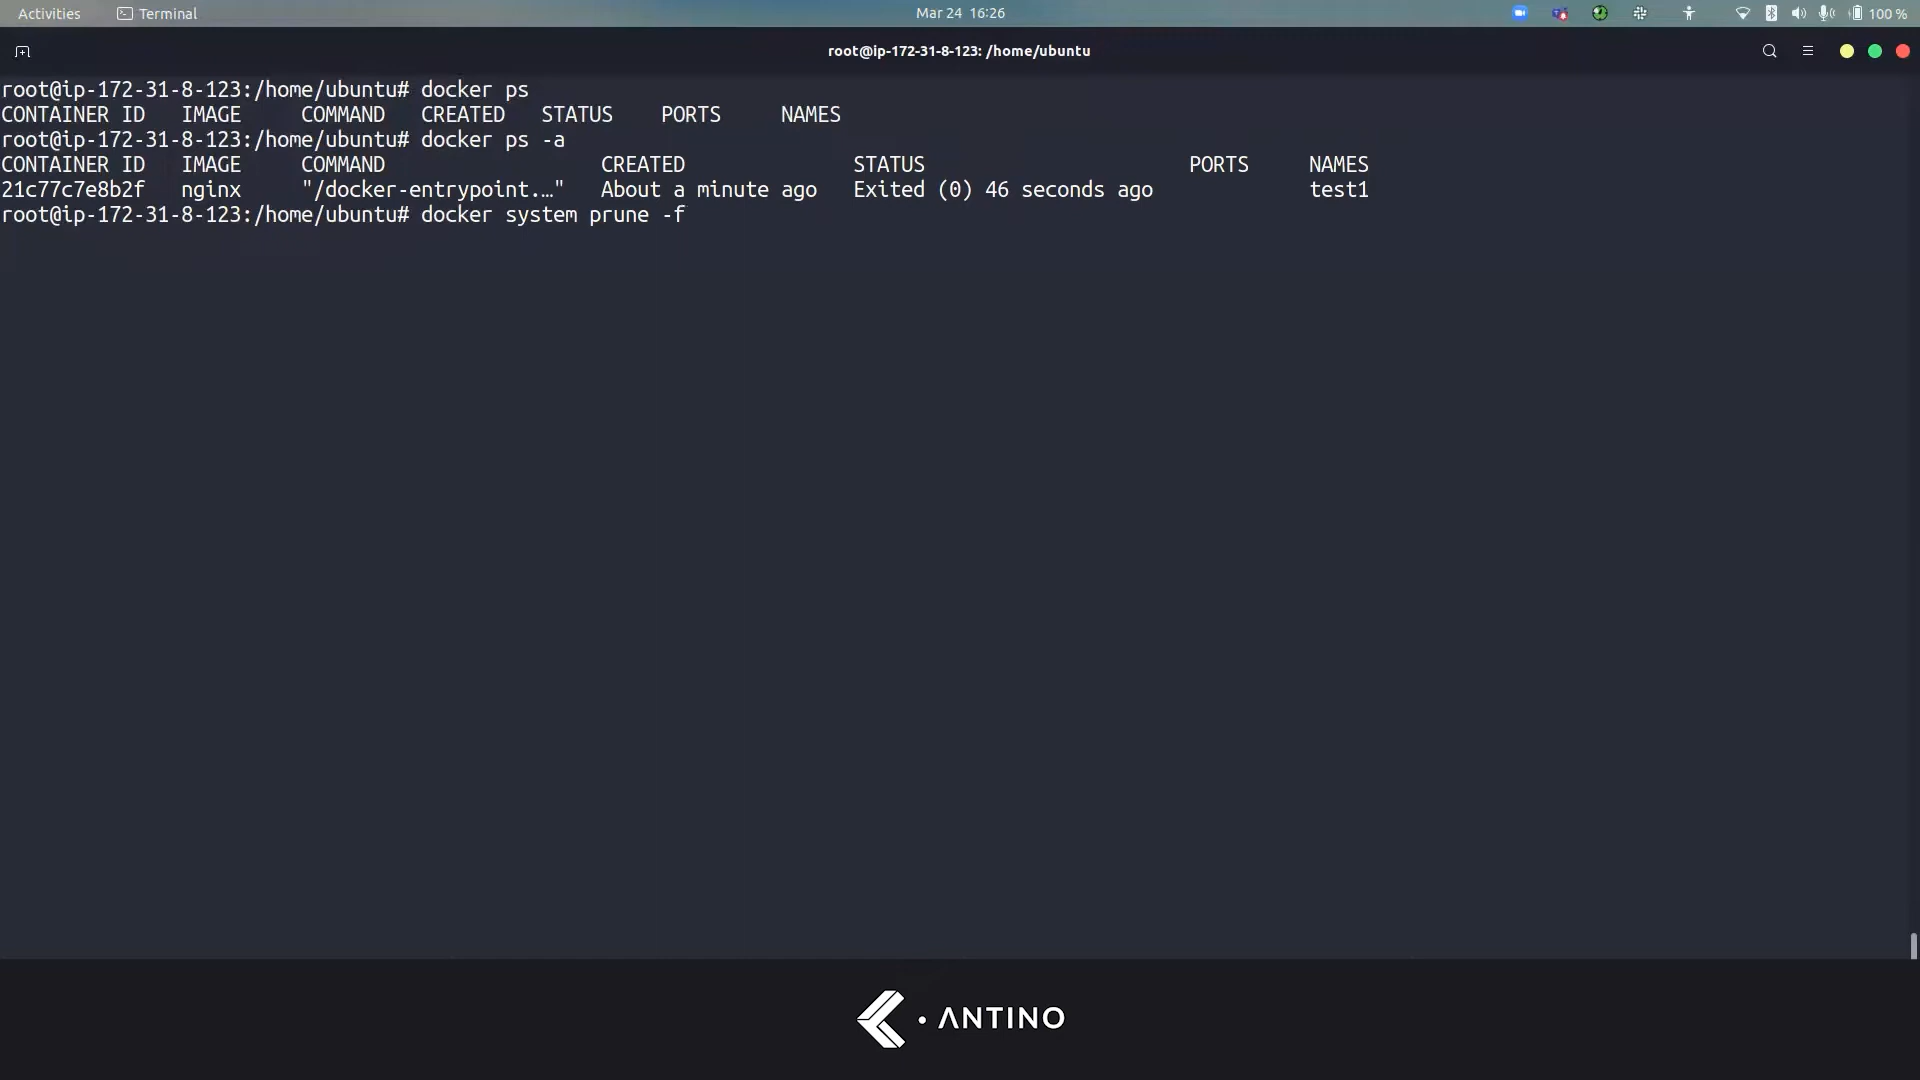 Activities Terminal Mar 24 16:26 100 %
root@ip-172-31-8-123: /home/ubuntu
root@ip-172-31-8-123:/home/ubuntu# docker ps
CONTAINER ID IMAGE COMMAND CREATED STATUS PORTS NAMES
root@ip-172-31-8-123:/home/ubuntu# docker ps -a
CONTAINER ID IMAGE COMMAND CREATED STATUS PORTS NAMES
21c77c7e8b2f nginx "/docker-entrypoint.…" About a minute ago Exited (0) 46 seconds ago test1
root@ip-172-31-8-123:/home/ubuntu# docker system prune -f
ANTINO